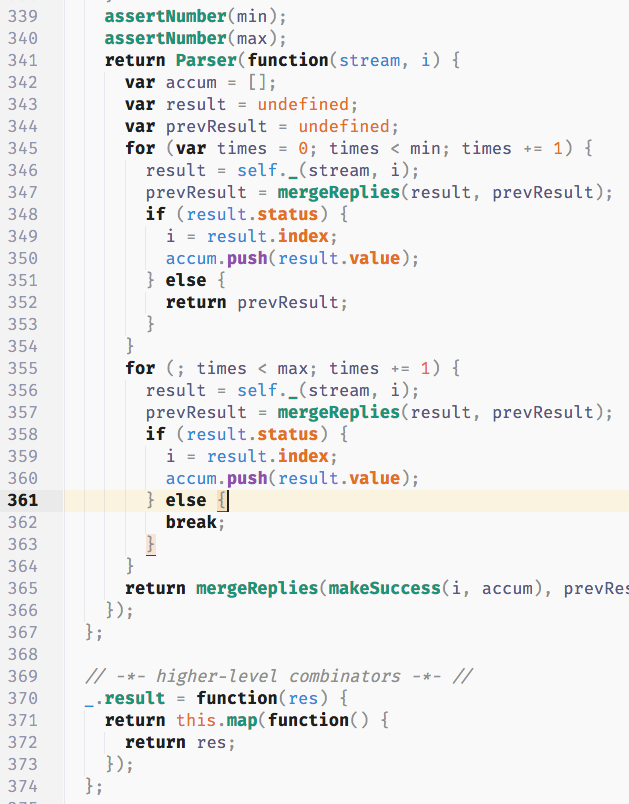 339 assertNumber(min);
340 assertNumber(max);
341 return Parser(function(stream, i) {
342 var accum = [];
343 var result = undefined;
344 var prevResult = undefined;
345 for (var times = 0; times < min; times += 1) {
346 result = self._(stream, i);
347 prevResult = mergeReplies(result, prevResult);
348 if (result.status) {
349 i = result.index;
350 accum.push(result.value);
351 } else {
352 return prevResult;
353 }
354 }
355 for (; times < max; times += 1) {
356 result = self._(stream, i);
357 prevResult = mergeReplies(result, prevResult);
358 if (result.status) {
359 i = result.index;
360 accum.push(result.value);
361 } else {
362 break;
363 }
364 }
365 return mergeReplies(makeSuccess(i, accum), prevRes
366 });
367 };
368
369 // -*- higher-level combinators -*- //
370 _.result = function(res) {
371 return this.map(function() {
372 return res;
373 });
374 };